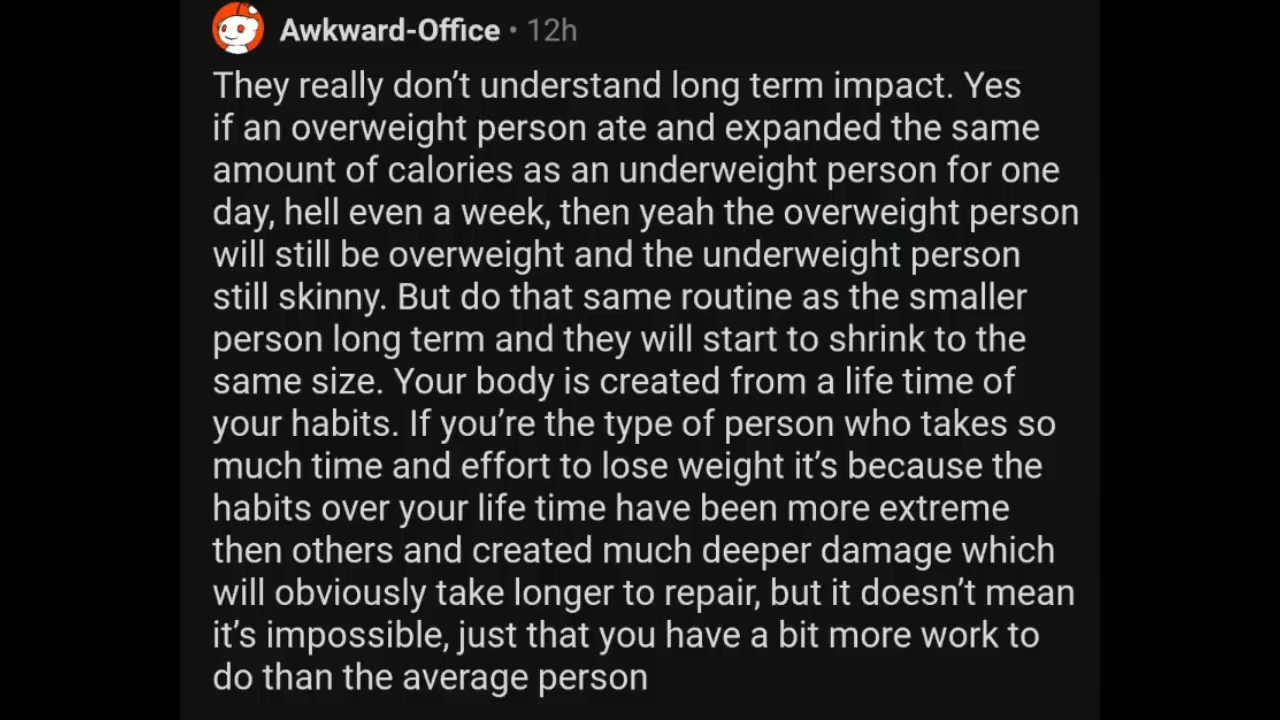 Awkward-Office • 12h
They really don’t understand long term impact. Yes
if an overweight person ate and expanded the same
amount of calories as an underweight person for one
day, hell even a week, then yeah the overweight person
will still be overweight and the underweight person
still skinny. But do that same routine as the smaller
person long term and they will start to shrink to the
same size. Your body is created from a life time of
your habits. If you’re the type of person who takes so
much time and effort to lose weight it’s because the
habits over your life time have been more extreme
then others and created much deeper damage which
will obviously take longer to repair, but it doesn’t mean
it’s impossible, just that you have a bit more work to
do than the average person